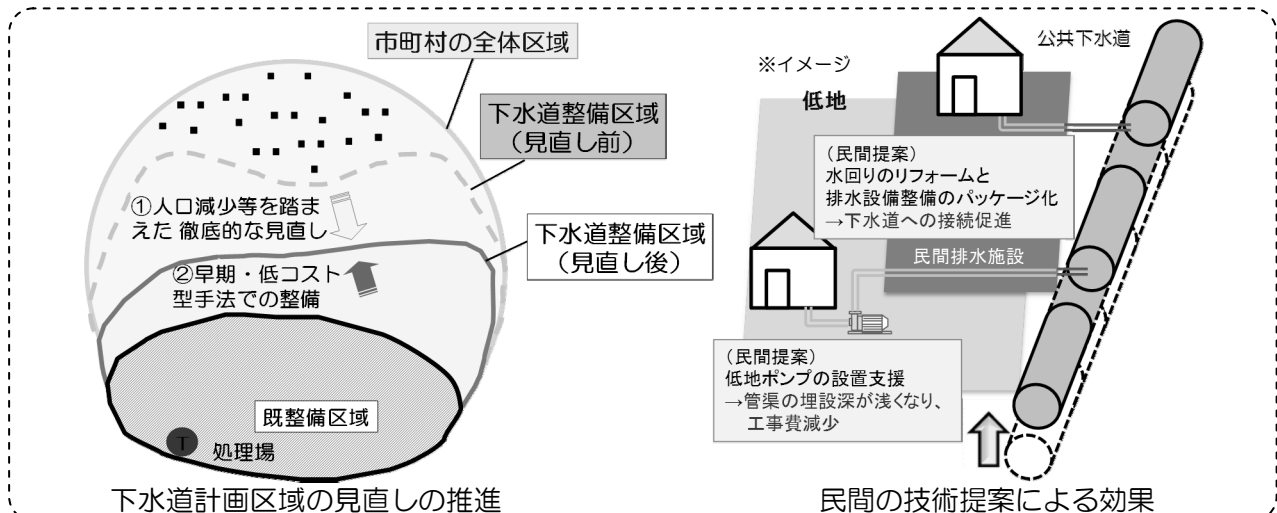 市町村の全体区域
下水道整備区域
（見直し前）
①人口減少等を踏ま
えた 徹底的な見直し
下水道整備区域
（見直し後）
②早期・低コスト
型手法での整備
既整備区域
T
処理場
下水道計画区域の見直しの推進
公共下水道
※イメージ
低地
（民間提案）
水回りのリフォームと
排水設備整備のパッケージ化
→下水道への接続促進
民間排水施設
（民間提案）
低地ポンプの設置支援
→管渠の埋設深が浅くなり、
工事費減少
民間の技術提案による効果